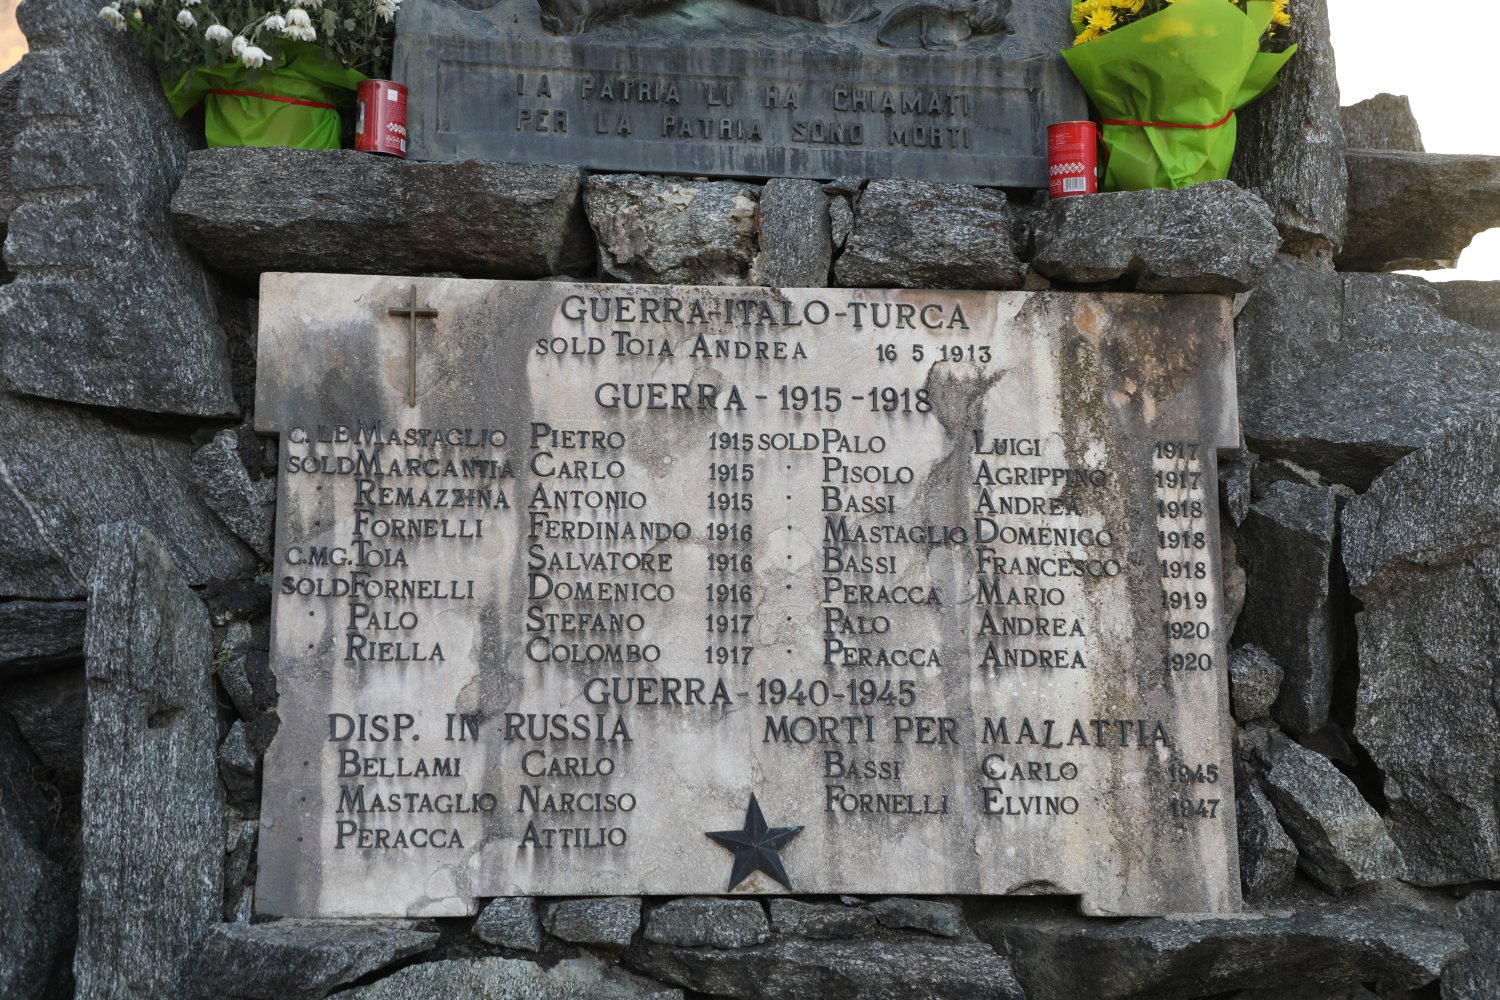 LA PATRIA LI HA CHIAMATI
PER LA PATRIA SONO MORTI
GUERRA-ITALO-TURCA
SOLD TOIA ANDREA 16 5 1913
GUERRA - 1915 - 1918
C. LE MASTAGLIO PIETRO 1915 SOLD PALO LUIGI 1917
SOLD MARCANTIA CARLO 1915 · PISOLO AGRIPPINO 1917
· REMAZZINA ANTONIO 1915 · BASSI ANDREA 1918
· FORNELLI FERDINANDO 1916 · MASTAGLIO DOMENICO 1918
C.MG. TOIA SALVATORE 1916 · BASSI FRANCESCO 1918
SOLD FORNELLI DOMENICO 1916 · PERACCA MARIO 1919
· PALO STEFANO 1917 · PALO ANDREA 1920
· RIELLA COLOMBO 1917 · PERACCA ANDREA 1920
GUERRA - 1940-1945
DISP. IN RUSSIA MORTI PER MALATTIA
BELLAMI CARLO BASSI CARLO 1945
MASTAGLIO NARCISO FORNELLI ELVINO 1947
PERACCA ATTILIO